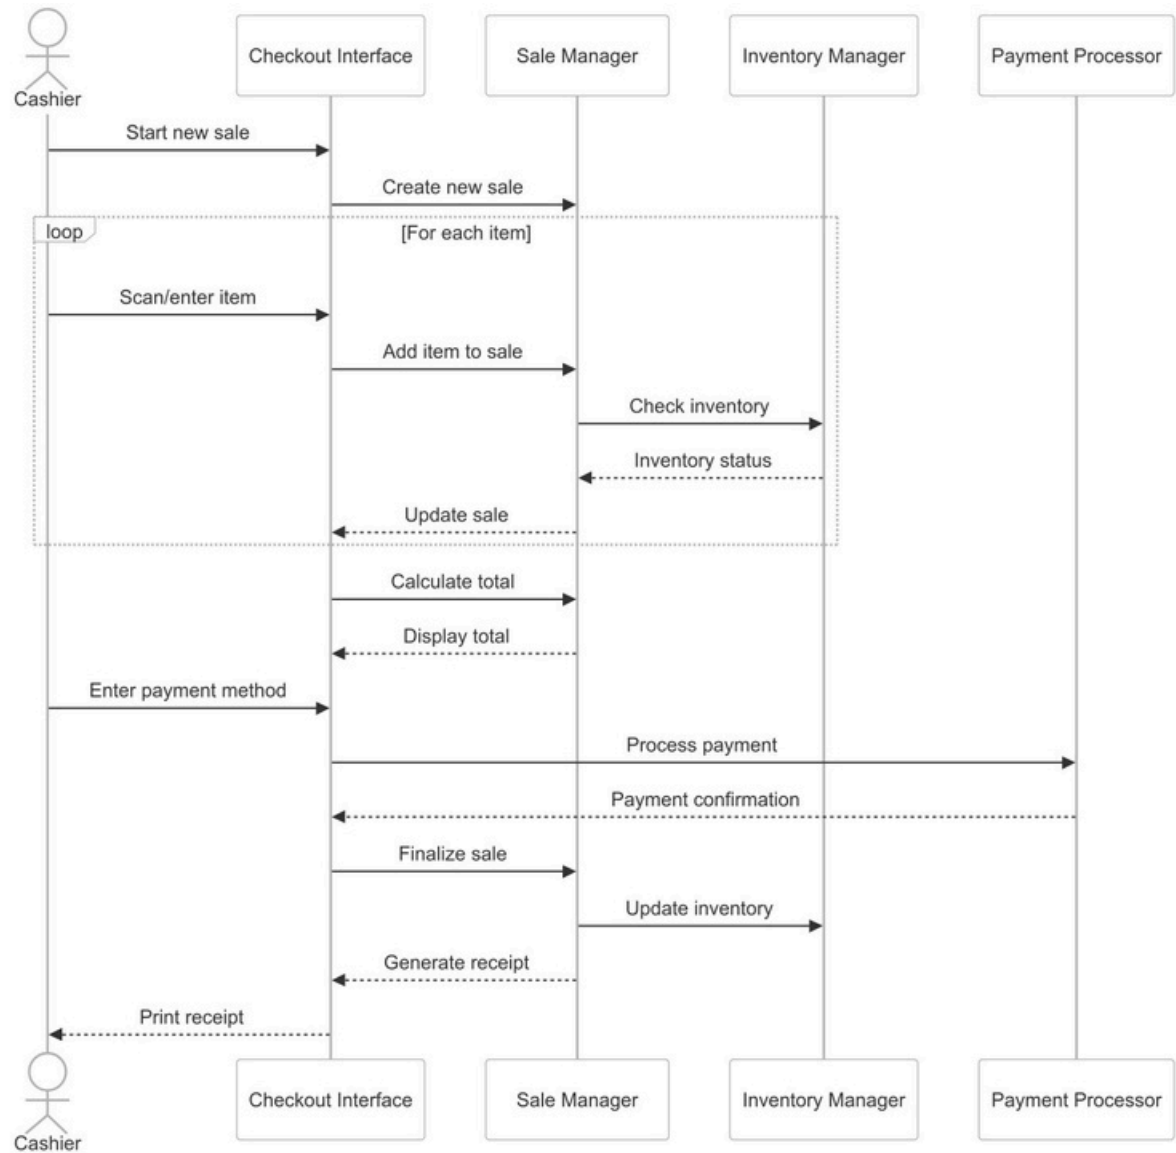 Cashier
Checkout Interface
Sale Manager
Inventory Manager
Payment Processor
Start new sale
Create new sale
loop
[For each item]
Scan/enter item
Add item to sale
Check inventory
Inventory status
Update sale
Calculate total
Display total
Enter payment method
Process payment
Payment confirmation
Finalize sale
Update inventory
Generate receipt
Print receipt
Cashier
Checkout Interface
Sale Manager
Inventory Manager
Payment Processor